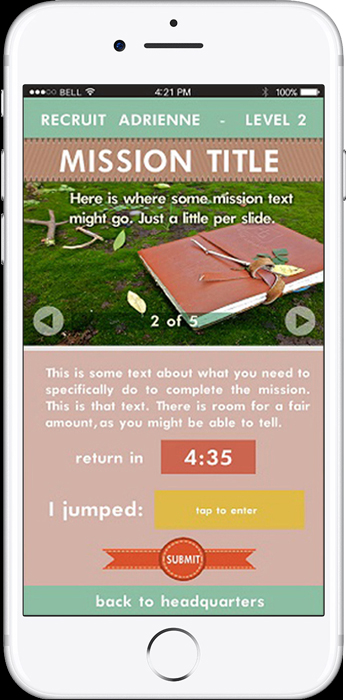 BELL 4:21 PM 100%
RECRUIT ADRIENNE - LEVEL 2
MISSION TITLE
Here is where some mission text
might go. Just a little per slide.
2 of 5
This is some text about what you need to
specifically do to complete the mission.
This is that text. There is room for a fair
amount, as you might be able to tell.
return in 4:35
I jumped: tap to enter
SUBMIT
back to headquarters